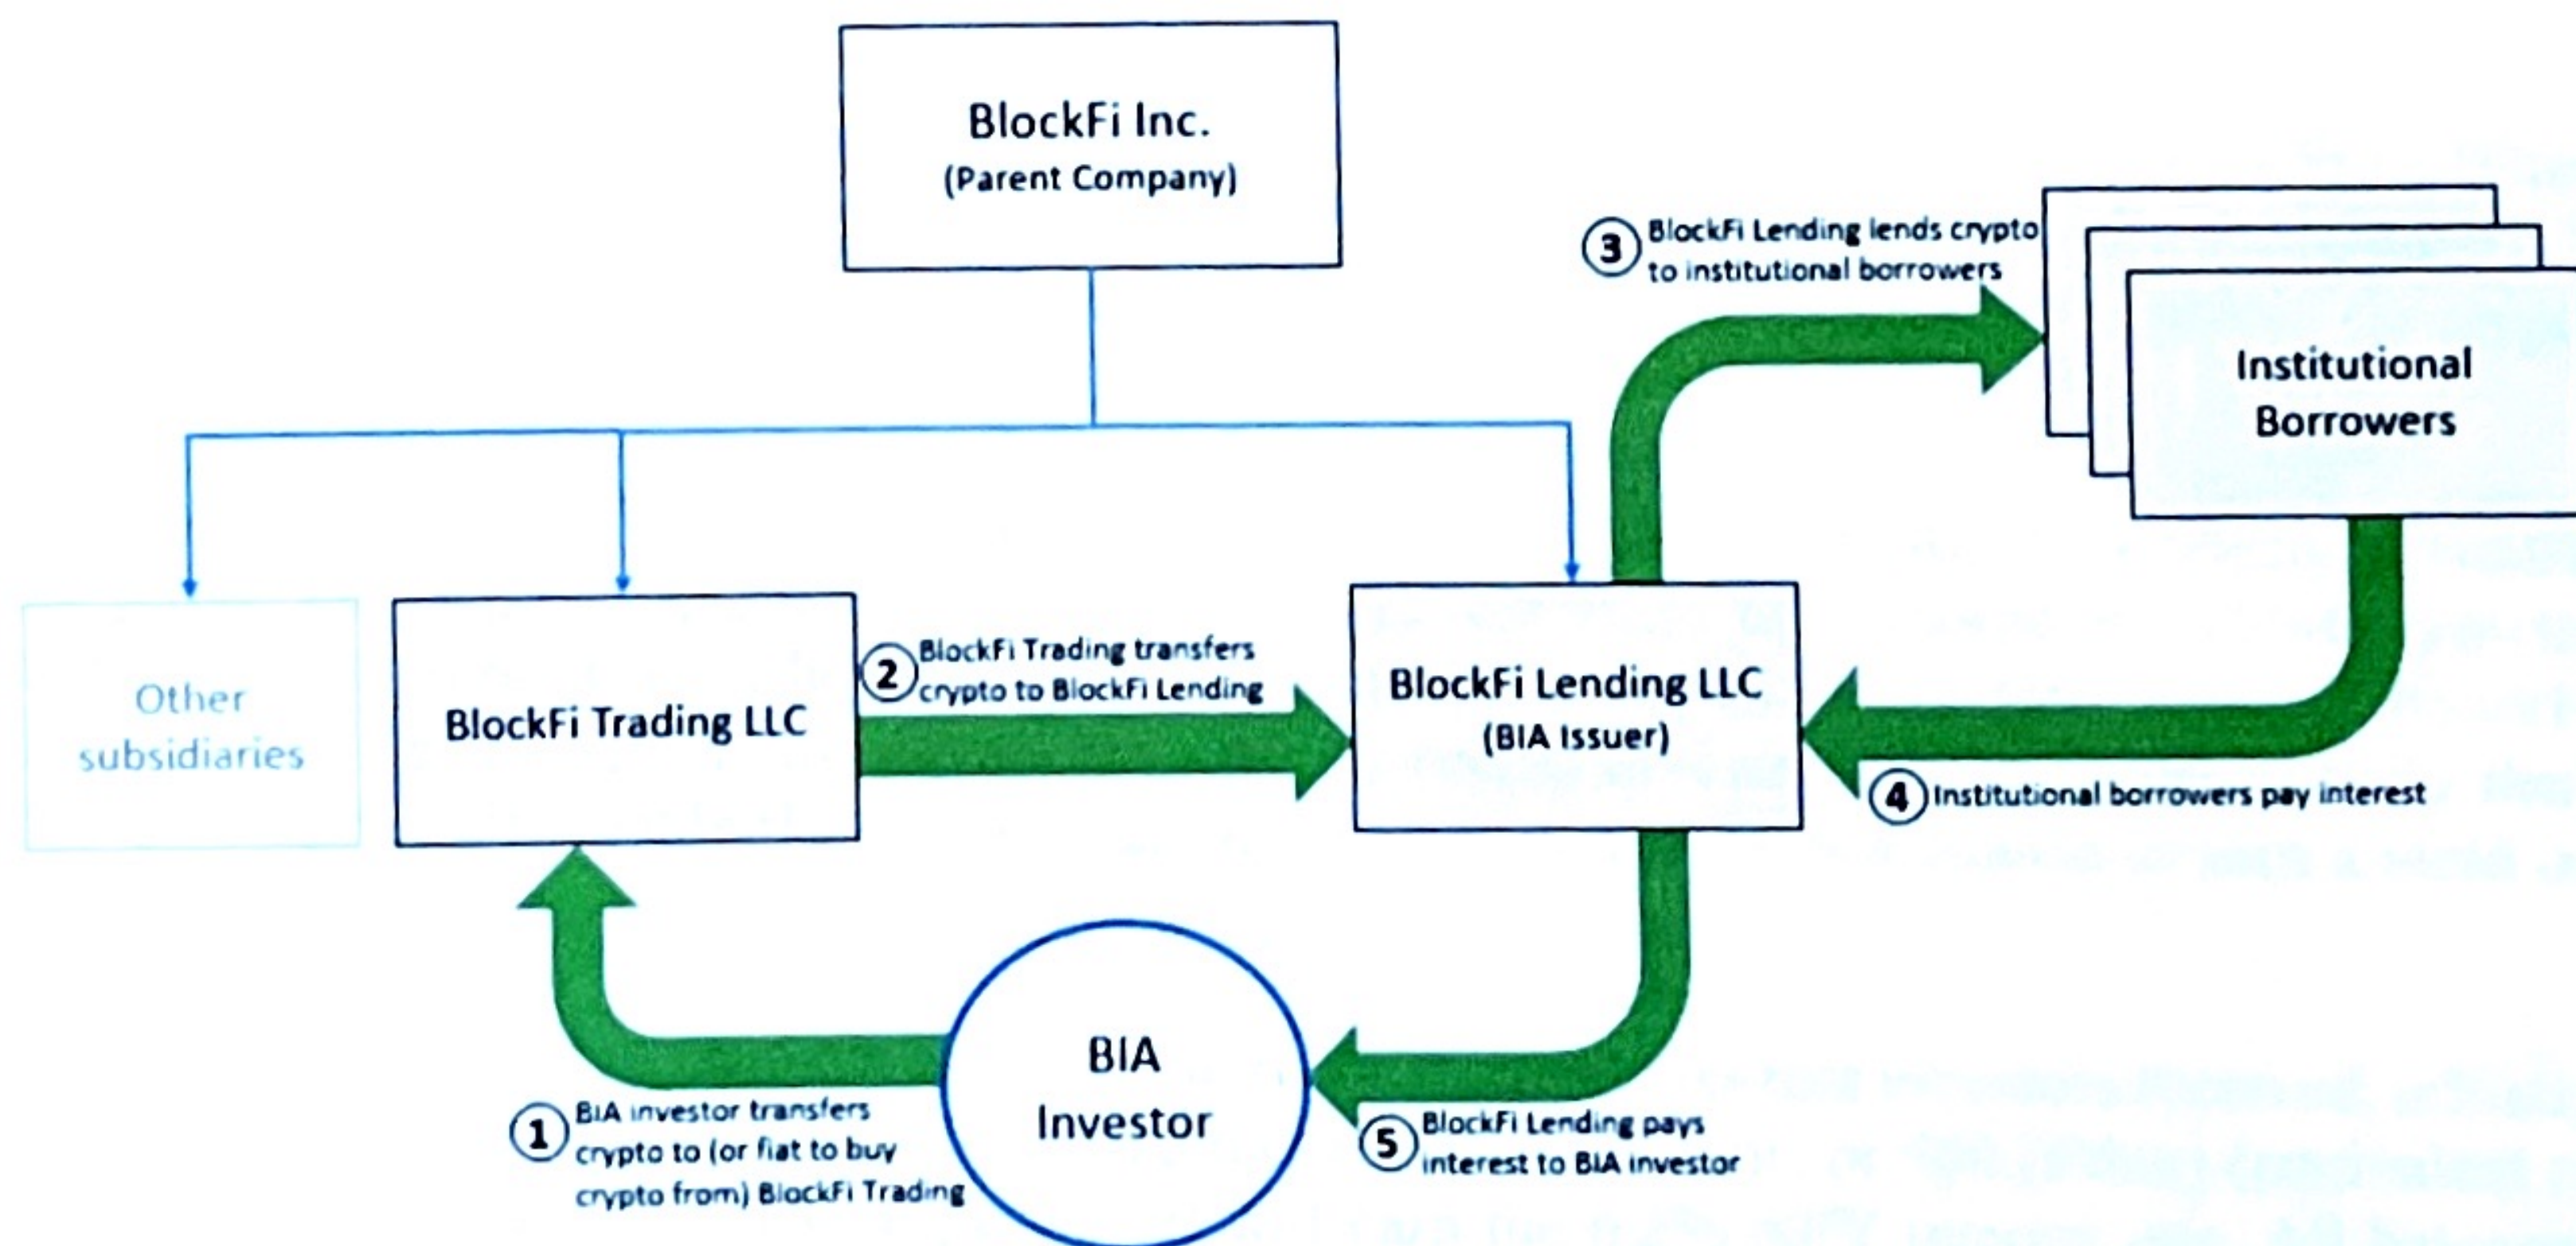 BlockFi Inc.
(Parent Company)
3
BlockFi Lending lends crypto
to institutional borrowers
Institutional
Borrowers
Other
subsidiaries
BlockFi Trading LLC
2
BlockFi Trading transfers
crypto to BlockFi Lending
BlockFi Lending LLC
(BIA Issuer)
4
Institutional borrowers pay interest
1
BIA investor transfers
crypto to (or fiat to buy
crypto from) BlockFi Trading
BIA
Investor
5
BlockFi Lending pays
interest to BIA investor